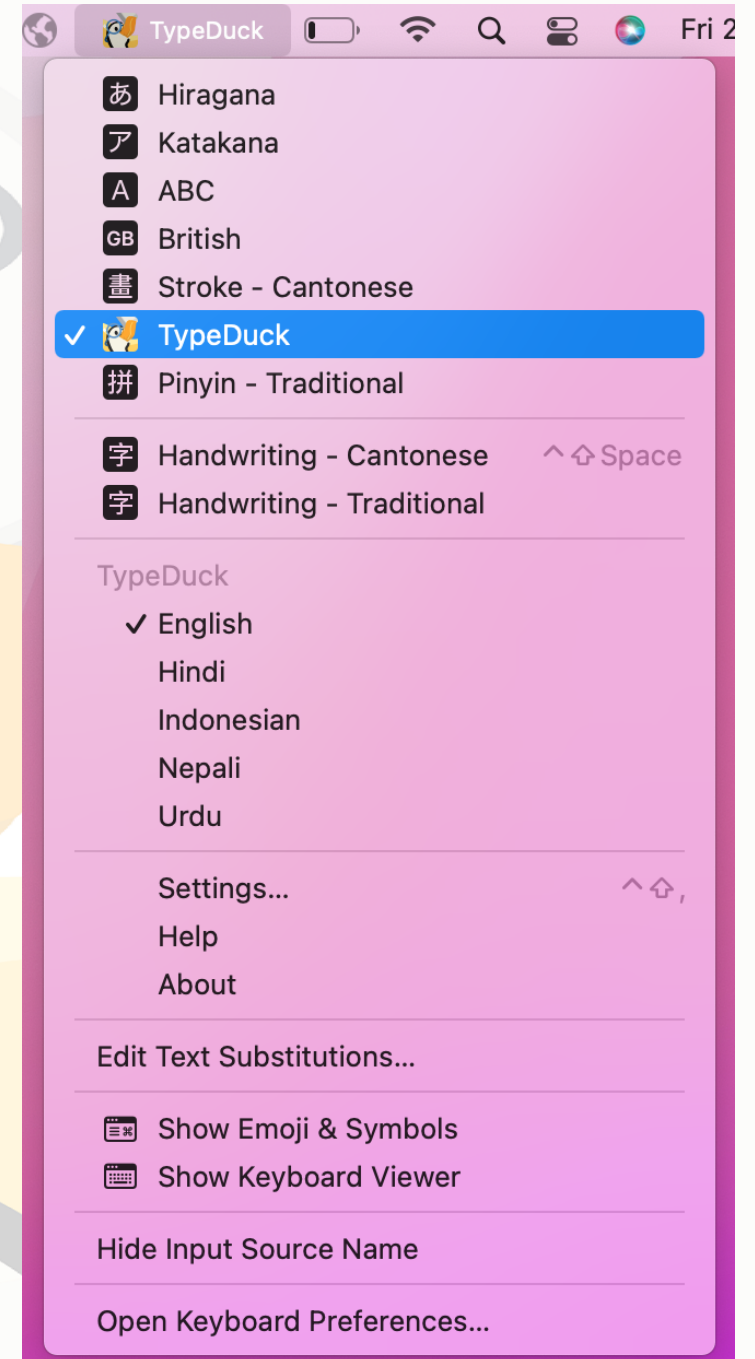 TypeDuck Fri 2
あ Hiragana
ア Katakana
A ABC
GB British
畫 Stroke - Cantonese
✓ TypeDuck
拼 Pinyin - Traditional
字 Handwriting - Cantonese ^⇧Space
字 Handwriting - Traditional
TypeDuck
✓ English
Hindi
Indonesian
Nepali
Urdu
Settings... ^⇧,
Help
About
Edit Text Substitutions...
Show Emoji & Symbols
Show Keyboard Viewer
Hide Input Source Name
Open Keyboard Preferences...